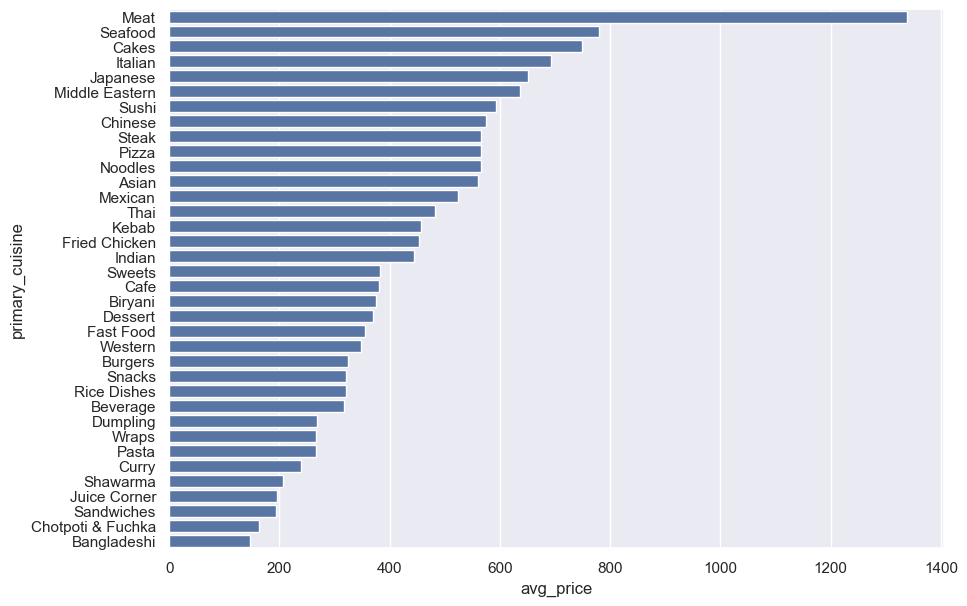 Meat
Seafood
Cakes
Italian
Japanese
Middle Eastern
Sushi
Chinese
Steak
Pizza
Noodles
Asian
Mexican
Thai
Kebab
Fried Chicken
Indian
Sweets
Cafe
Biryani
Dessert
Fast Food
Western
Burgers
Snacks
Rice Dishes
Beverage
Dumpling
Wraps
Pasta
Curry
Shawarma
Juice Corner
Sandwiches
Chotpoti & Fuchka
Bangladeshi
primary_cuisine
0 200 400 600 800 1000 1200 1400
avg_price